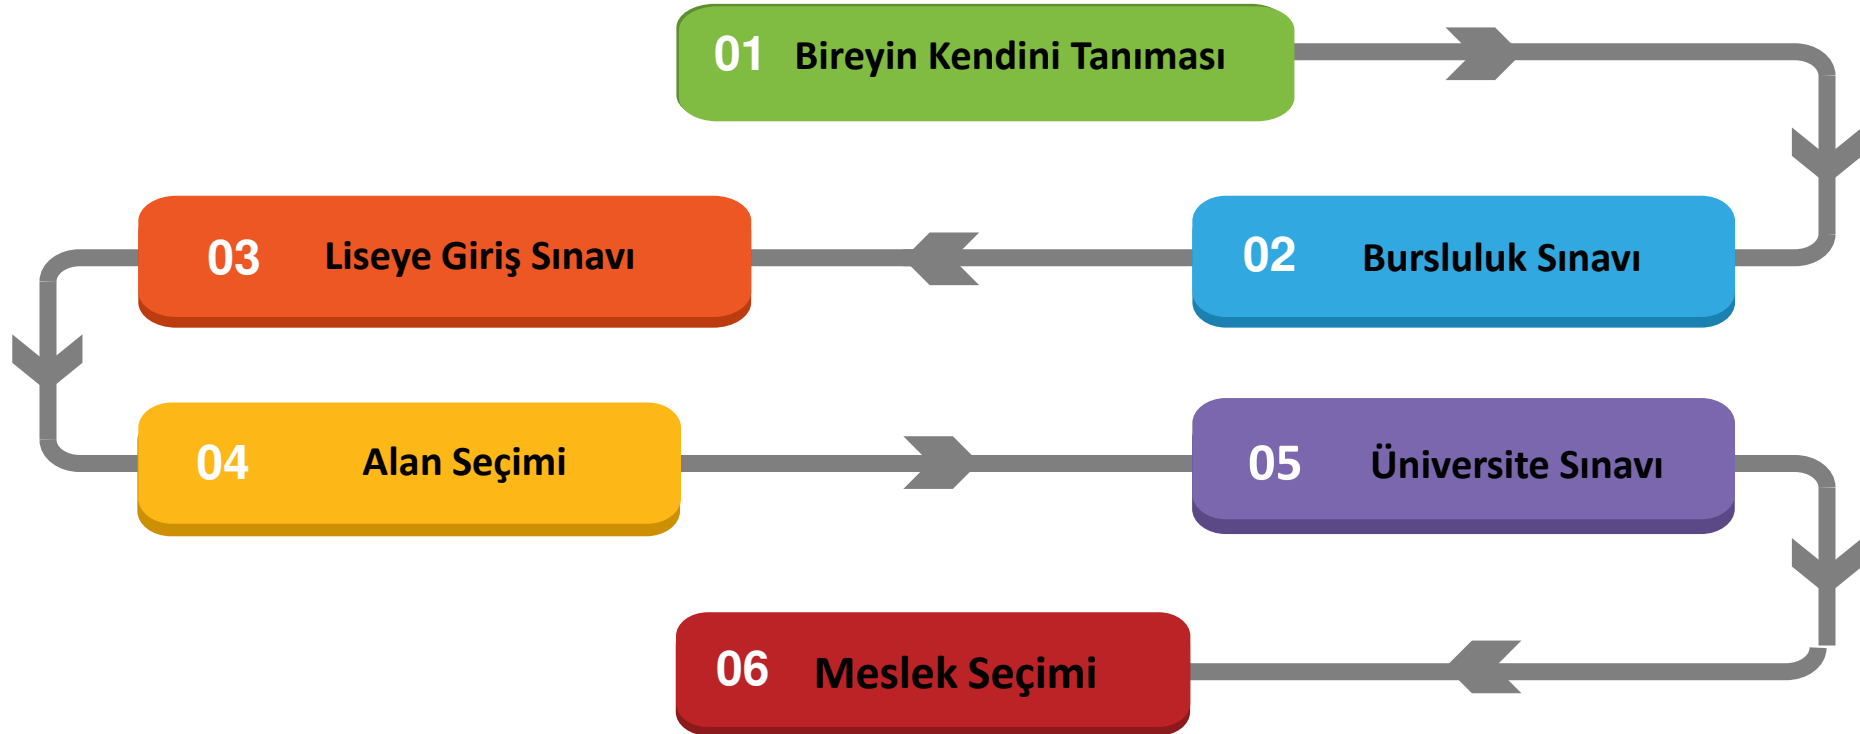 01 Bireyin Kendini Tanıması
02 Bursluluk Sınavı
03 Liseye Giriş Sınavı
04 Alan Seçimi
05 Üniversite Sınavı
06 Meslek Seçimi